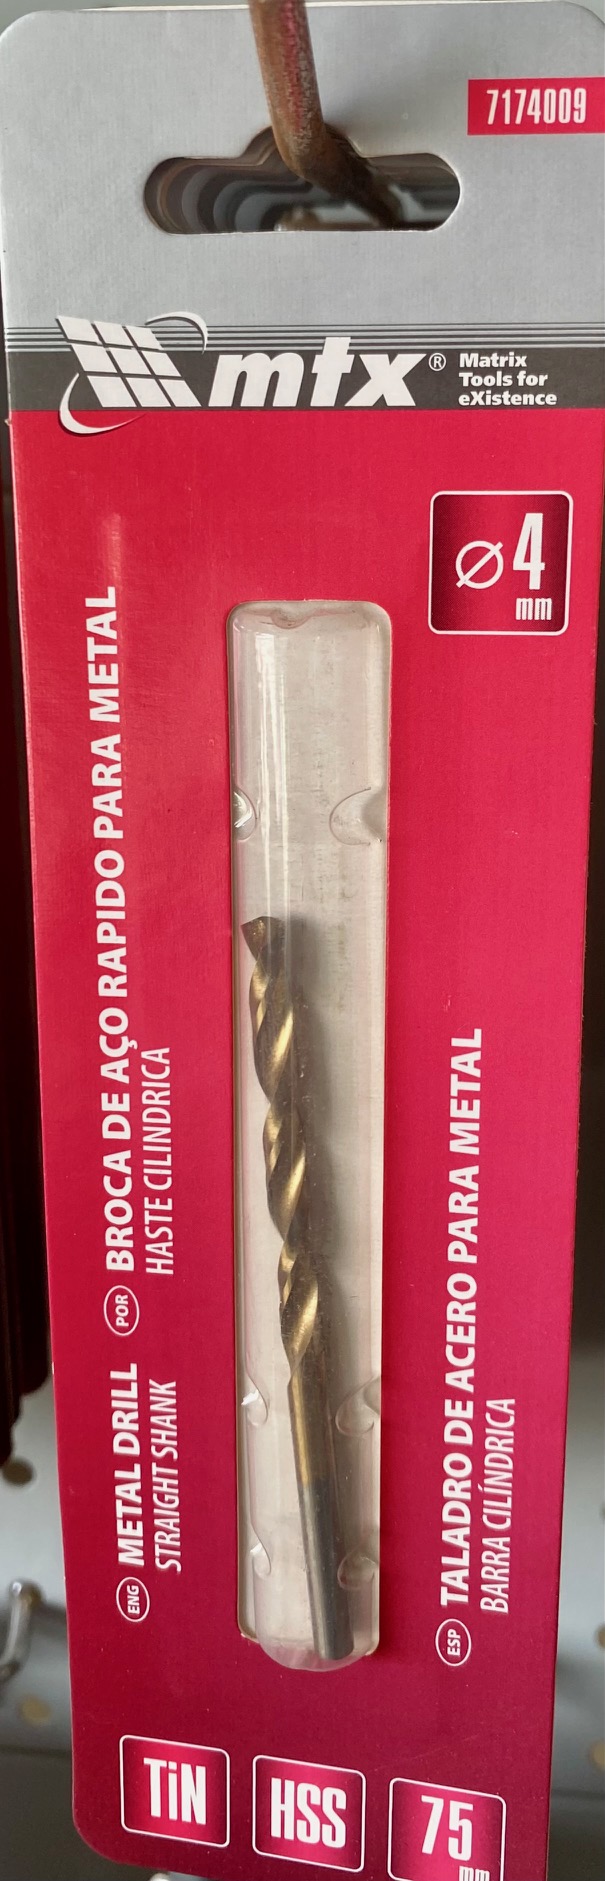 7174009
mtx®
Matrix
Tools for
eXistence
⌀4
mm
POR BROCA DE AÇO RAPIDO PARA METAL
HASTE CILINDRICA
ENG METAL DRILL
STRAIGHT SHANK
ESP TALADRO DE ACERO PARA METAL
BARRA CILÍNDRICA
TiN
HSS
75
mm